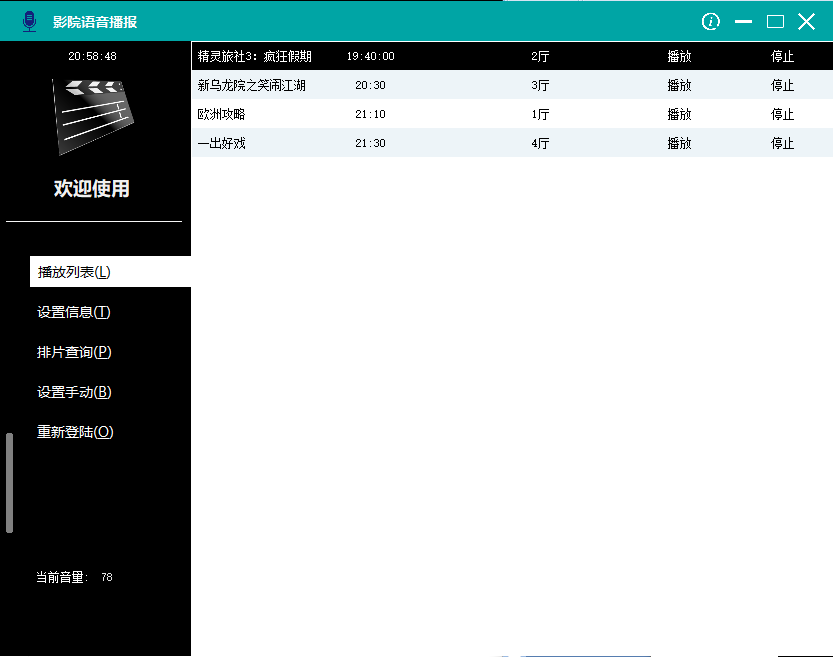 影院语音播报
20:58:48
欢迎使用
播放列表(L)
设置信息(T)
排片查询(P)
设置手动(B)
重新登陆(O)
当前音量: 78
精灵旅社3: 疯狂假期 19:40:00 2厅 播放 停止
新乌龙院之笑闹江湖 20:30 3厅 播放 停止
欧洲攻略 21:10 1厅 播放 停止
一出好戏 21:30 4厅 播放 停止